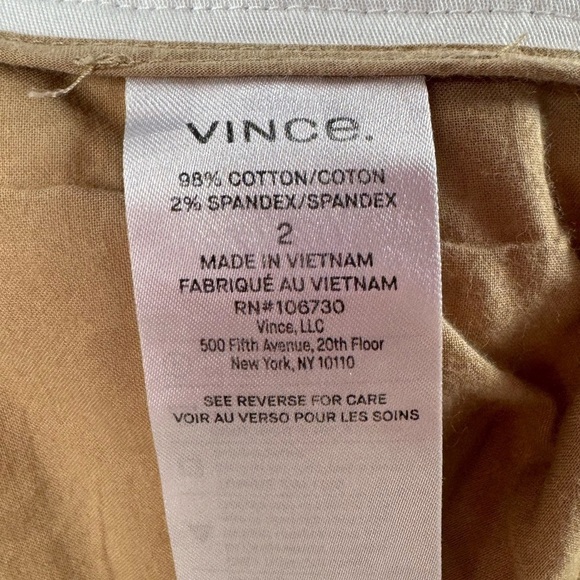 VINCE.
98% COTTON/COTON
2% SPANDEX/SPANDEX
2
MADE IN VIETNAM
FABRIQUÉ AU VIETNAM
RN#106730
Vince, LLC
500 Fifth Avenue, 20th Floor
New York, NY 10110
SEE REVERSE FOR CARE
VOIR AU VERSO POUR LES SOINS